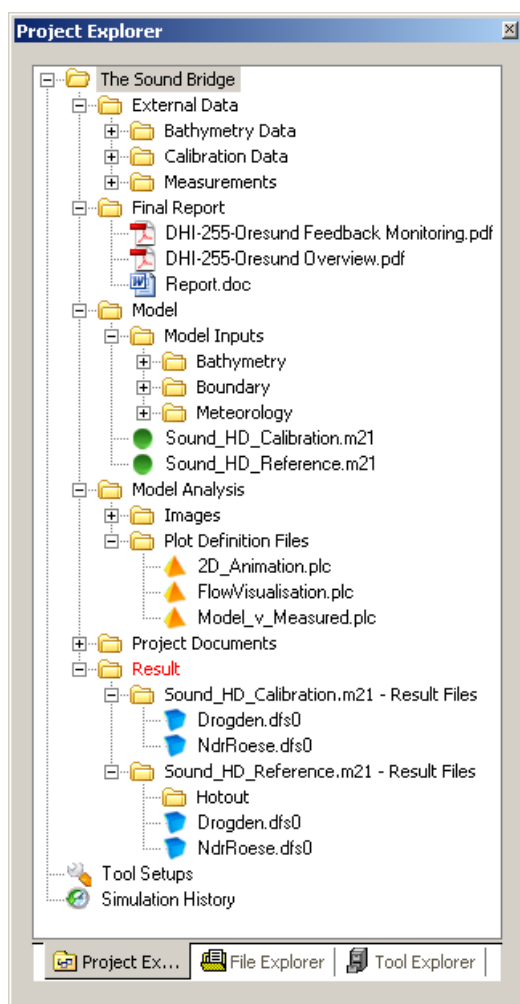 Project Explorer
The Sound Bridge
External Data
Bathymetry Data
Calibration Data
Measurements
Final Report
DHI-255-Oresund Feedback Monitoring.pdf
DHI-255-Oresund Overview.pdf
Report.doc
Model
Model Inputs
Bathymetry
Boundary
Meteorology
Sound_HD_Calibration.m21
Sound_HD_Reference.m21
Model Analysis
Images
Plot Definition Files
2D_Animation.plc
FlowVisualisation.plc
Model_v_Measured.plc
Project Documents
Result
Sound_HD_Calibration.m21 - Result Files
Drogden.dfs0
NdrRoese.dfs0
Sound_HD_Reference.m21 - Result Files
Hotout
Drogden.dfs0
NdrRoese.dfs0
Tool Setups
Simulation History
Project Ex... File Explorer Tool Explorer